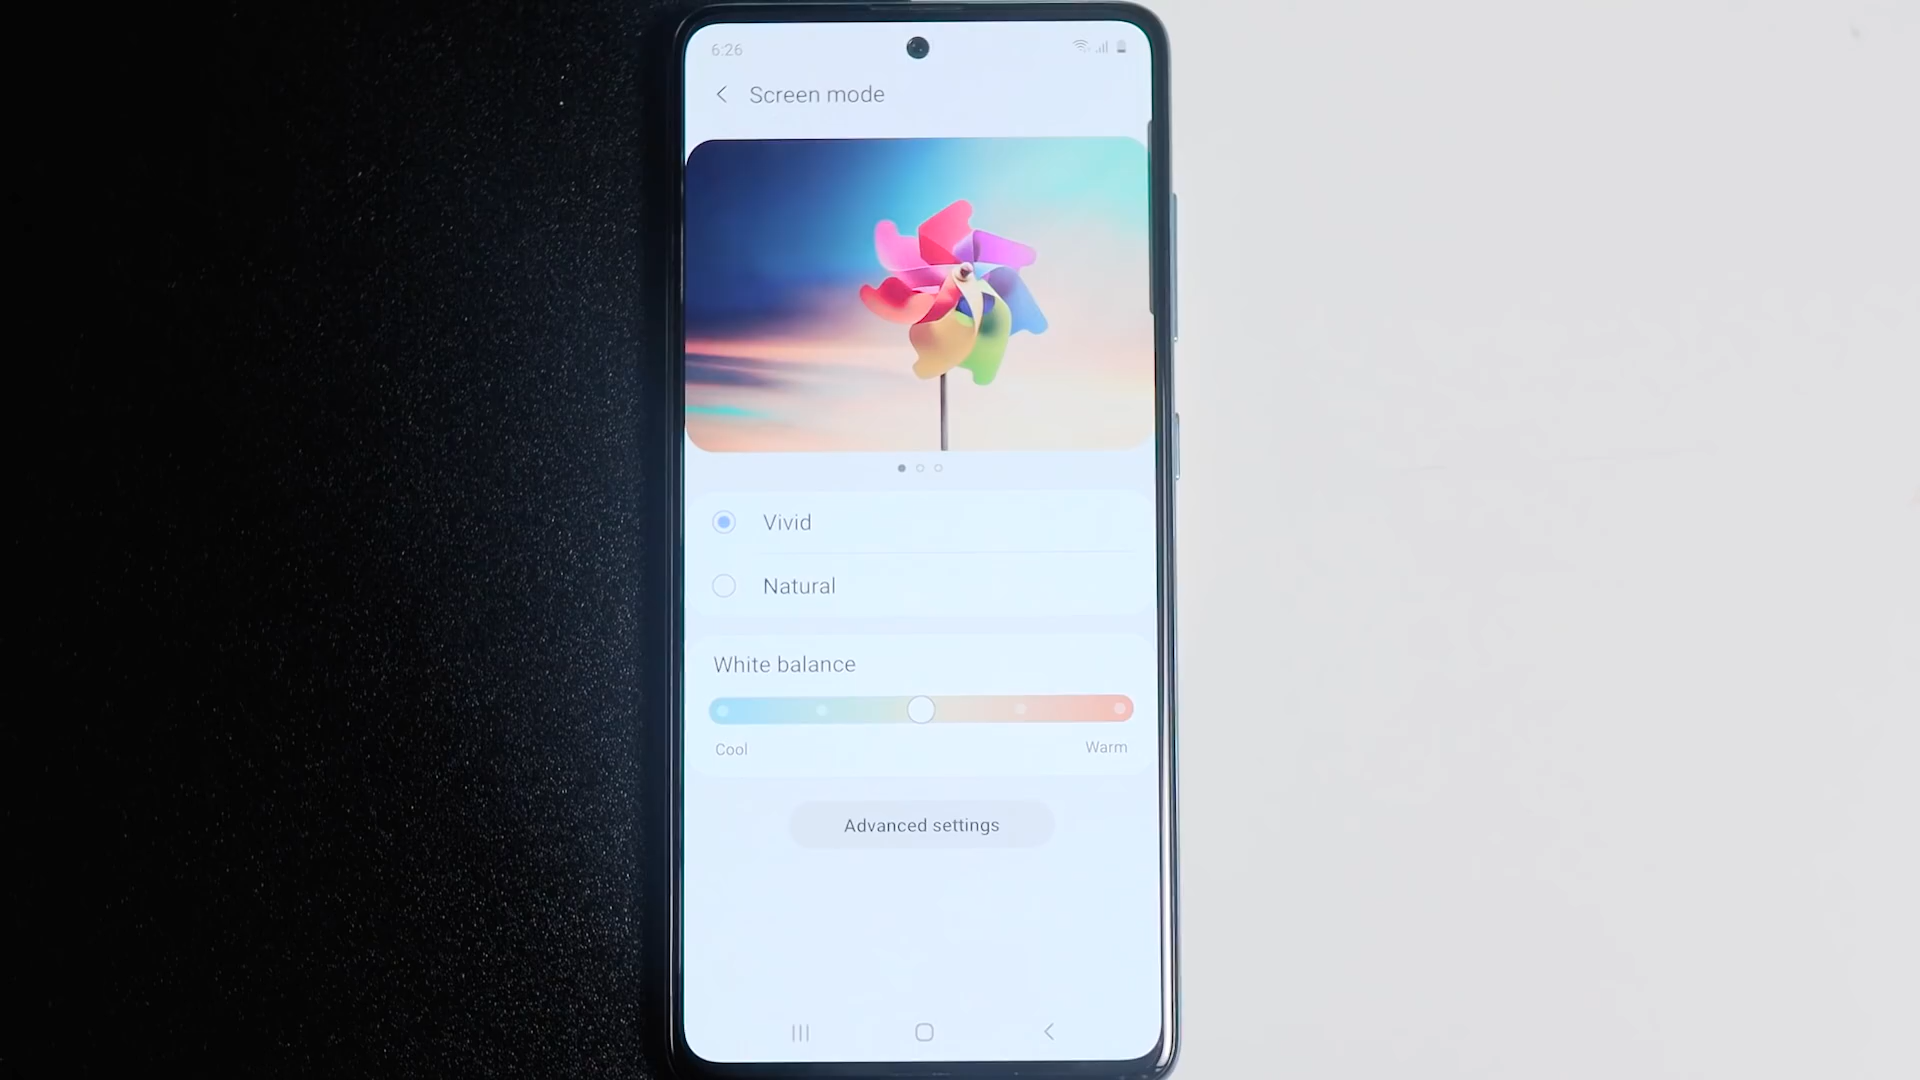 6:26
Screen mode
Vivid
Natural
White balance
Cool
Warm
Advanced settings